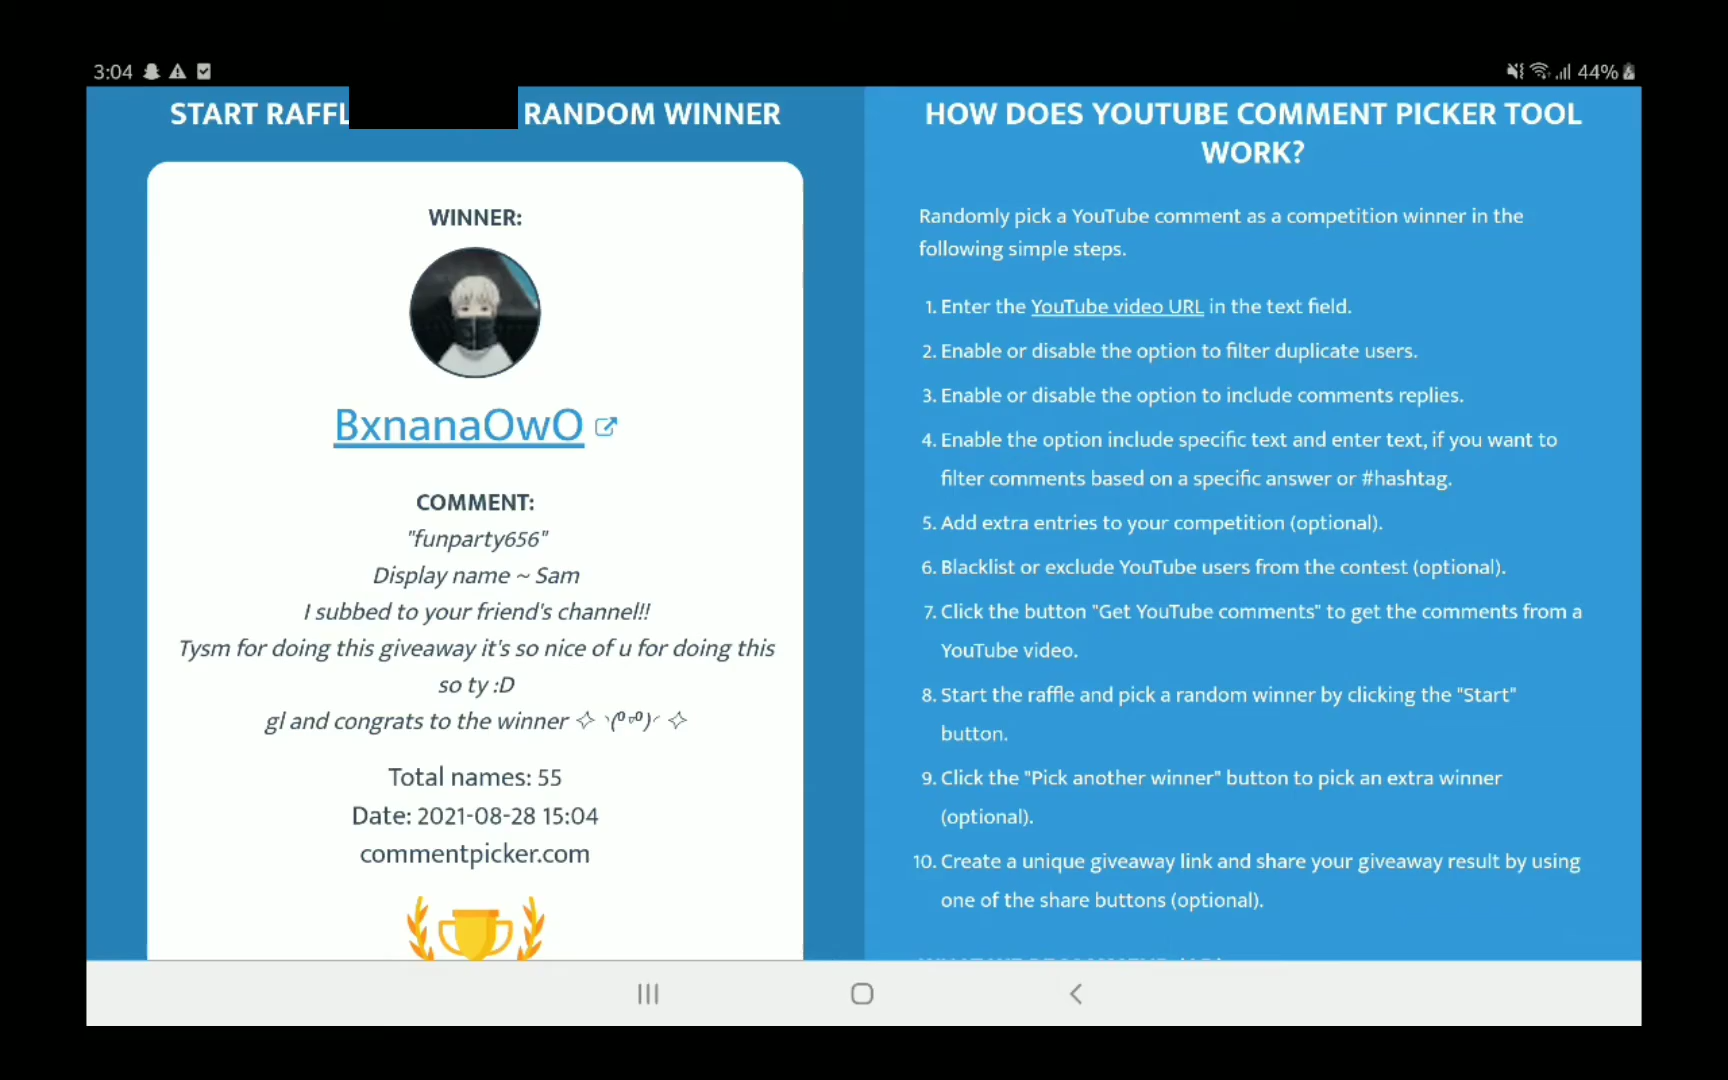 3:04
44%
START RAFFL RANDOM WINNER
WINNER:
BxnanaOwO
COMMENT:
"funparty656"
Display name ~ Sam
I subbed to your friend's channel!!
Tysm for doing this giveaway it's so nice of u for doing this
so ty :D
gl and congrats to the winner ✧ ◝(⁰▿⁰)◜ ✧
Total names: 55
Date: 2021-08-28 15:04
commentpicker.com
HOW DOES YOUTUBE COMMENT PICKER TOOL
WORK?
Randomly pick a YouTube comment as a competition winner in the
following simple steps.
1. Enter the YouTube video URL in the text field.
2. Enable or disable the option to filter duplicate users.
3. Enable or disable the option to include comments replies.
4. Enable the option include specific text and enter text, if you want to
filter comments based on a specific answer or #hashtag.
5. Add extra entries to your competition (optional).
6. Blacklist or exclude YouTube users from the contest (optional).
7. Click the button "Get YouTube comments" to get the comments from a
YouTube video.
8. Start the raffle and pick a random winner by clicking the "Start"
button.
9. Click the "Pick another winner" button to pick an extra winner
(optional).
10. Create a unique giveaway link and share your giveaway result by using
one of the share buttons (optional).